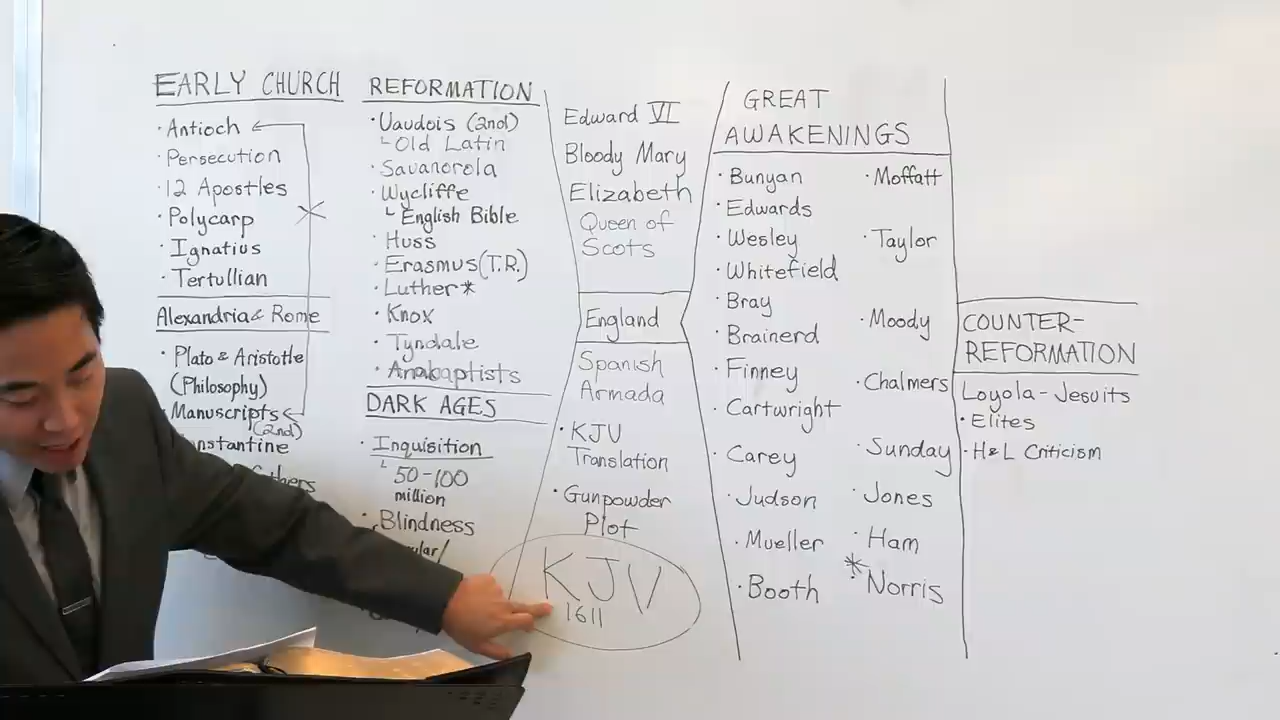 EARLY CHURCH
· Antioch
· Persecution
· 12 Apostles
· Polycarp
· Ignatius
· Tertullian
Alexandria & Rome
· Plato & Aristotle
(Philosophy)
Manuscripts
(2nd)
REFORMATION
· Vaudois (2nd)
└ Old Latin
· Savanorola
· Wycliffe
└ English Bible
· Huss
· Erasmus (T.R.)
· Luther *
· Knox
· Tyndale
· Anabaptists
DARK AGES
· Inquisition
└ 50-100
million
· Blindness
Edward VI
Bloody Mary
Elizabeth
Queen of
Scots
England
Spanish
Armada
· KJV
Translation
· Gunpowder
Plot
KJV
1611
GREAT
AWAKENINGS
· Bunyan
· Edwards
· Wesley
· Whitefield
· Bray
· Brainerd
· Finney
· Cartwright
· Carey
· Judson
· Mueller
· Booth
· Moffatt
· Taylor
· Moody
· Chalmers
· Sunday
· Jones
· Ham
* · Norris
COUNTER-
REFORMATION
Loyola - Jesuits
· Elites
· H&L Criticism